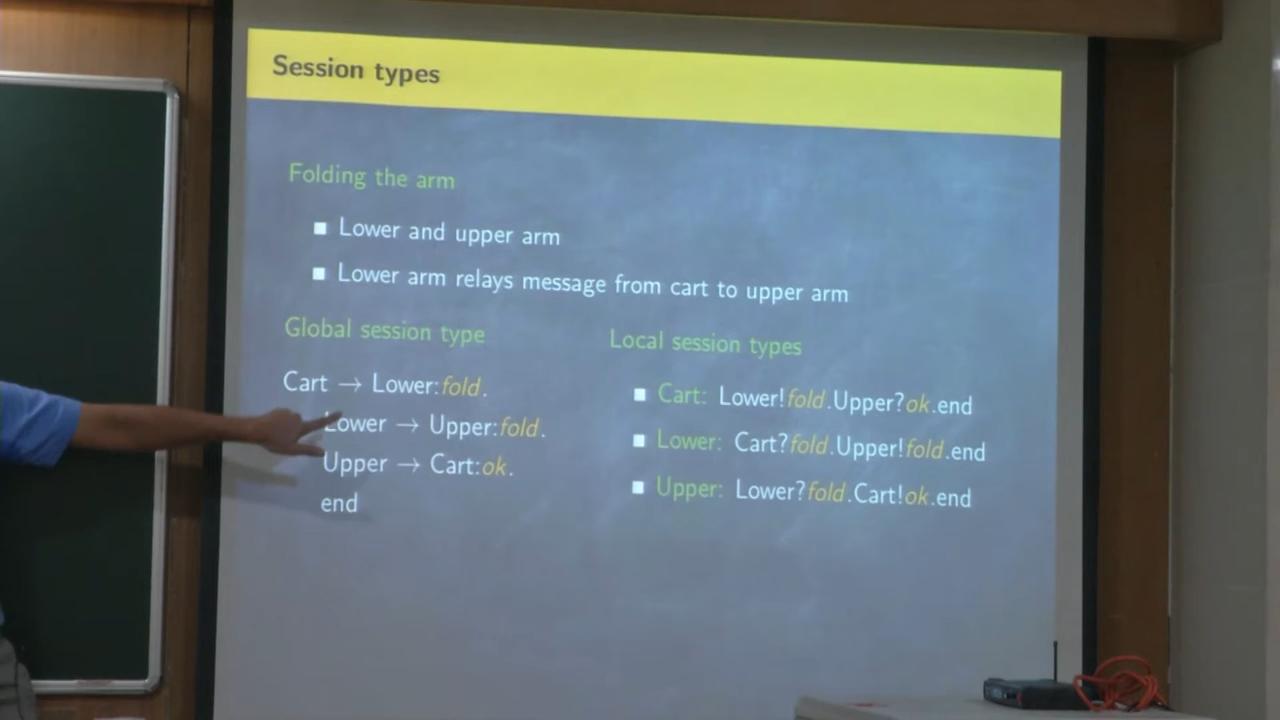 Session types
Folding the arm
Lower and upper arm
Lower arm relays message from cart to upper arm
Global session type
Cart → Lower:fold.
Lower → Upper:fold.
Upper → Cart:ok.
end
Local session types
Cart: Lower!fold.Upper?ok.end
Lower: Cart?fold.Upper!fold.end
Upper: Lower?fold.Cart!ok.end